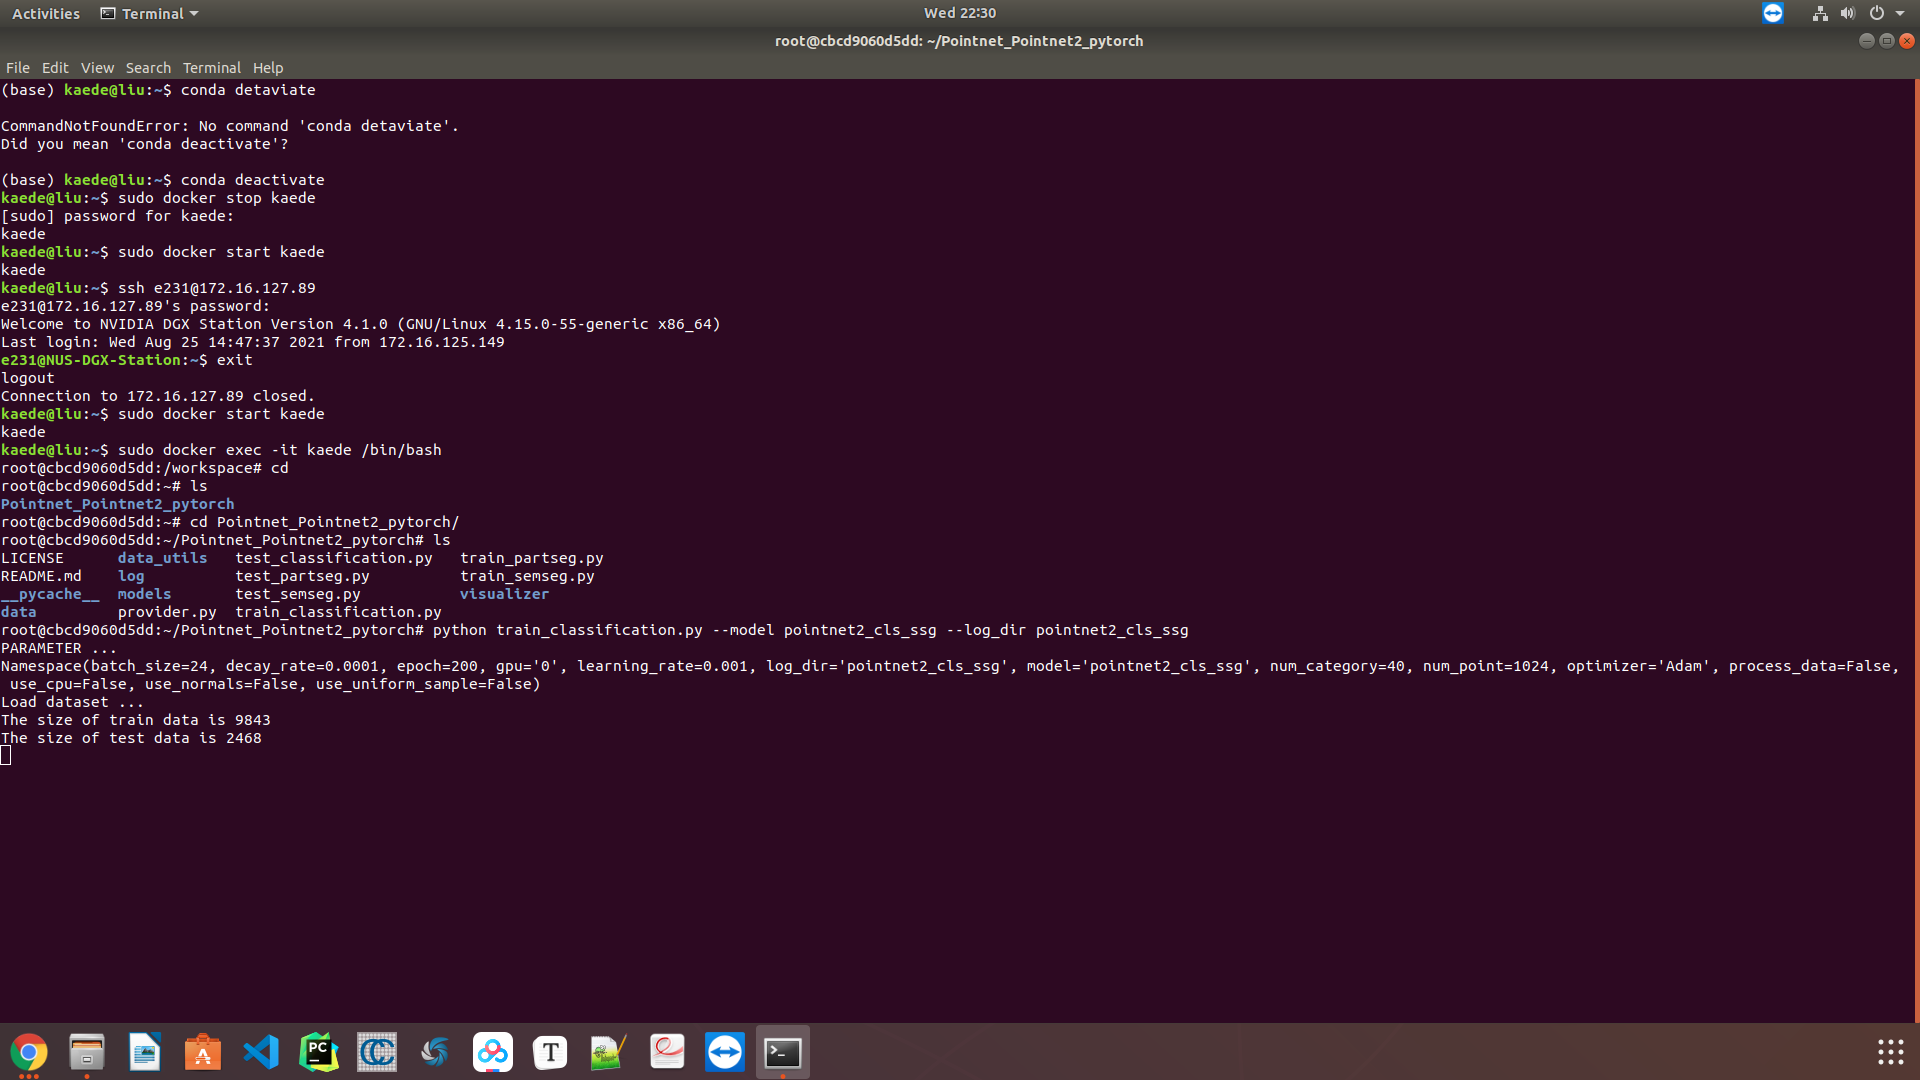 Activities Terminal Wed 22:30
root@cbcd9060d5dd: ~/Pointnet_Pointnet2_pytorch
File Edit View Search Terminal Help
(base) kaede@liu:~$ conda detaviate
CommandNotFoundError: No command 'conda detaviate'.
Did you mean 'conda deactivate'?
(base) kaede@liu:~$ conda deactivate
kaede@liu:~$ sudo docker stop kaede
[sudo] password for kaede:
kaede
kaede@liu:~$ sudo docker start kaede
kaede
kaede@liu:~$ ssh e231@172.16.127.89
e231@172.16.127.89's password:
Welcome to NVIDIA DGX Station Version 4.1.0 (GNU/Linux 4.15.0-55-generic x86_64)
Last login: Wed Aug 25 14:47:37 2021 from 172.16.125.149
e231@NUS-DGX-Station:~$ exit
logout
Connection to 172.16.127.89 closed.
kaede@liu:~$ sudo docker start kaede
kaede
kaede@liu:~$ sudo docker exec -it kaede /bin/bash
root@cbcd9060d5dd:/workspace# cd
root@cbcd9060d5dd:~# ls
Pointnet_Pointnet2_pytorch
root@cbcd9060d5dd:~# cd Pointnet_Pointnet2_pytorch/
root@cbcd9060d5dd:~/Pointnet_Pointnet2_pytorch# ls
LICENSE data_utils test_classification.py train_partseg.py
README.md log test_partseg.py train_semseg.py
__pycache__ models test_semseg.py visualizer
data provider.py train_classification.py
root@cbcd9060d5dd:~/Pointnet_Pointnet2_pytorch# python train_classification.py --model pointnet2_cls_ssg --log_dir pointnet2_cls_ssg
PARAMETER ...
Namespace(batch_size=24, decay_rate=0.0001, epoch=200, gpu='0', learning_rate=0.001, log_dir='pointnet2_cls_ssg', model='pointnet2_cls_ssg', num_category=40, num_point=1024, optimizer='Adam', process_data=False,
use_cpu=False, use_normals=False, use_uniform_sample=False)
Load dataset ...
The size of train data is 9843
The size of test data is 2468
PC
CC
T